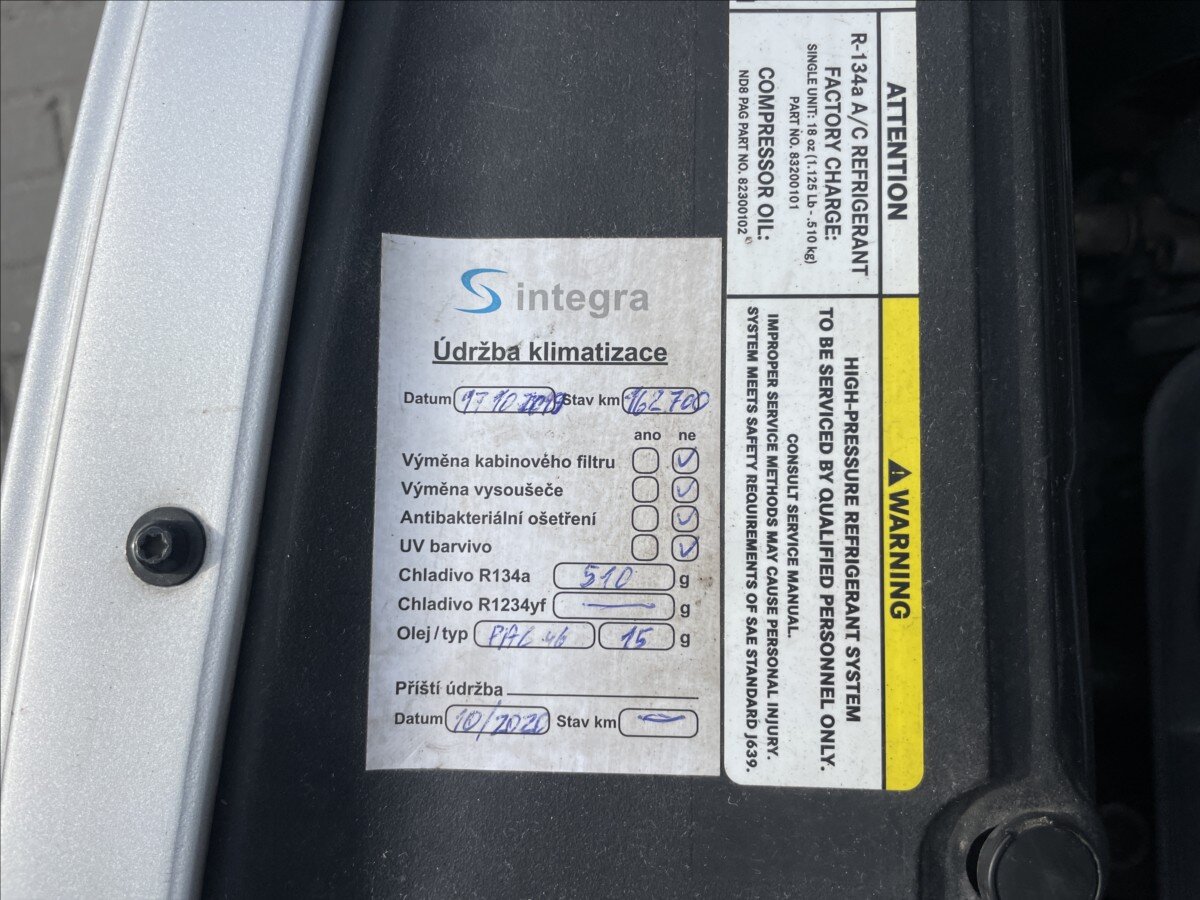 integra
Údržba klimatizace
Datum 17 10 2019 Stav km 162 700
ano ne
Výměna kabinového filtru
Výměna vysoušeče
Antibakteriální ošetření
UV barvivo
Chladivo R134a 510 g
Chladivo R1234yf — g
Olej/typ PAG 46 15 g
Příští údržba
Datum 10/2020 Stav km —
ATTENTION
R-134a A/C REFRIGERANT
FACTORY CHARGE:
SINGLE UNIT: 18 oz (1.125 Lb - .510 kg)
PART NO. 83200101
COMPRESSOR OIL:
ND8 PAG PART NO. 82300102
WARNING
HIGH-PRESSURE REFRIGERANT SYSTEM
TO BE SERVICED BY QUALIFIED PERSONNEL ONLY.
CONSULT SERVICE MANUAL.
IMPROPER SERVICE METHODS MAY CAUSE PERSONAL INJURY.
SYSTEM MEETS SAFETY REQUIREMENTS OF SAE STANDARD J639.